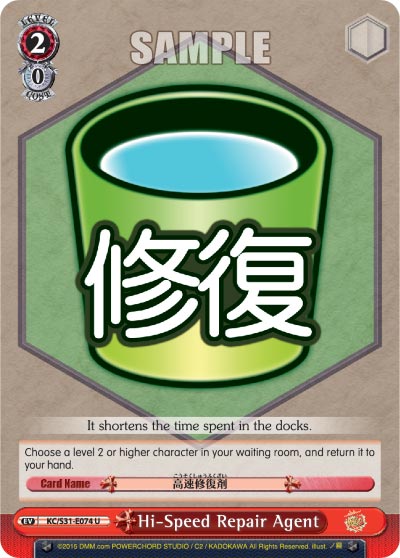 LEVEL
2
0
COST
SAMPLE
修復
It shortens the time spent in the docks.
Choose a level 2 or higher character in your waiting room, and return it to
your hand.
こうそくしゅうふくざい
Card Name 高速修復剤
EV KC/S31-E074 U Hi-Speed Repair Agent
©2016 DMM.com POWERCHORD STUDIO / C2 / KADOKAWA All Rights Reserved. illust.